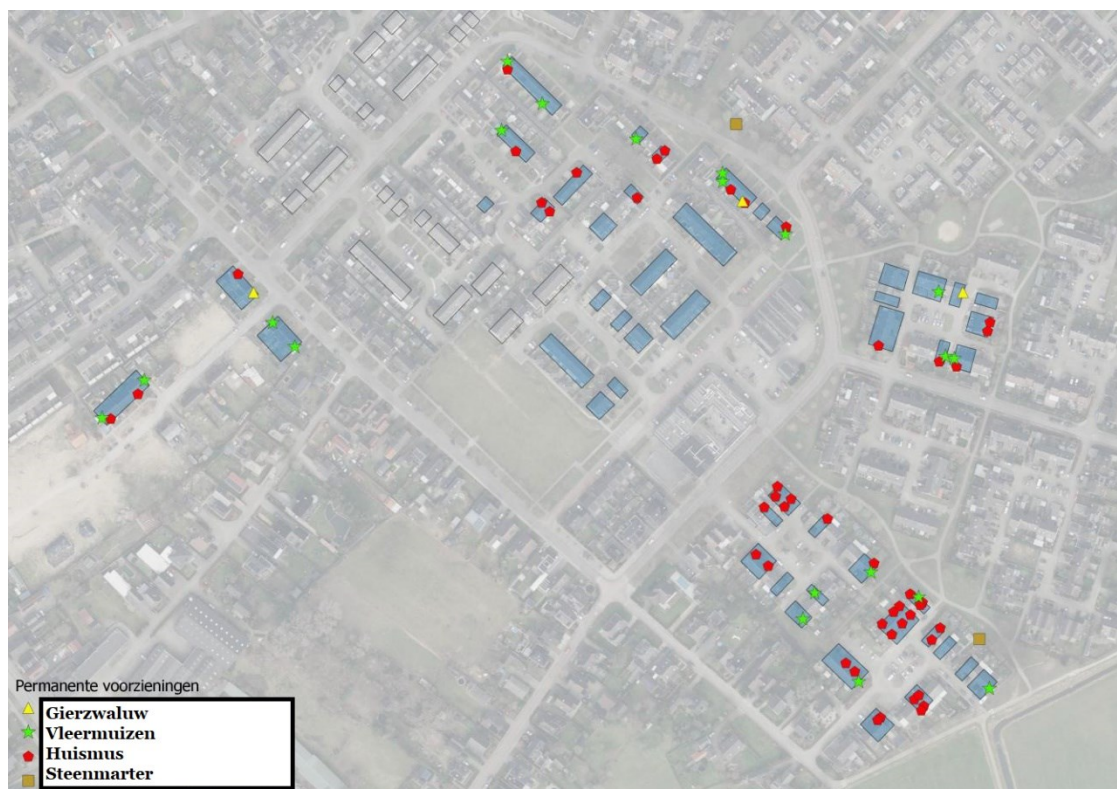 Permanente voorzieningen
Gierzwaluw
Vleermuizen
Huismus
Steenmarter